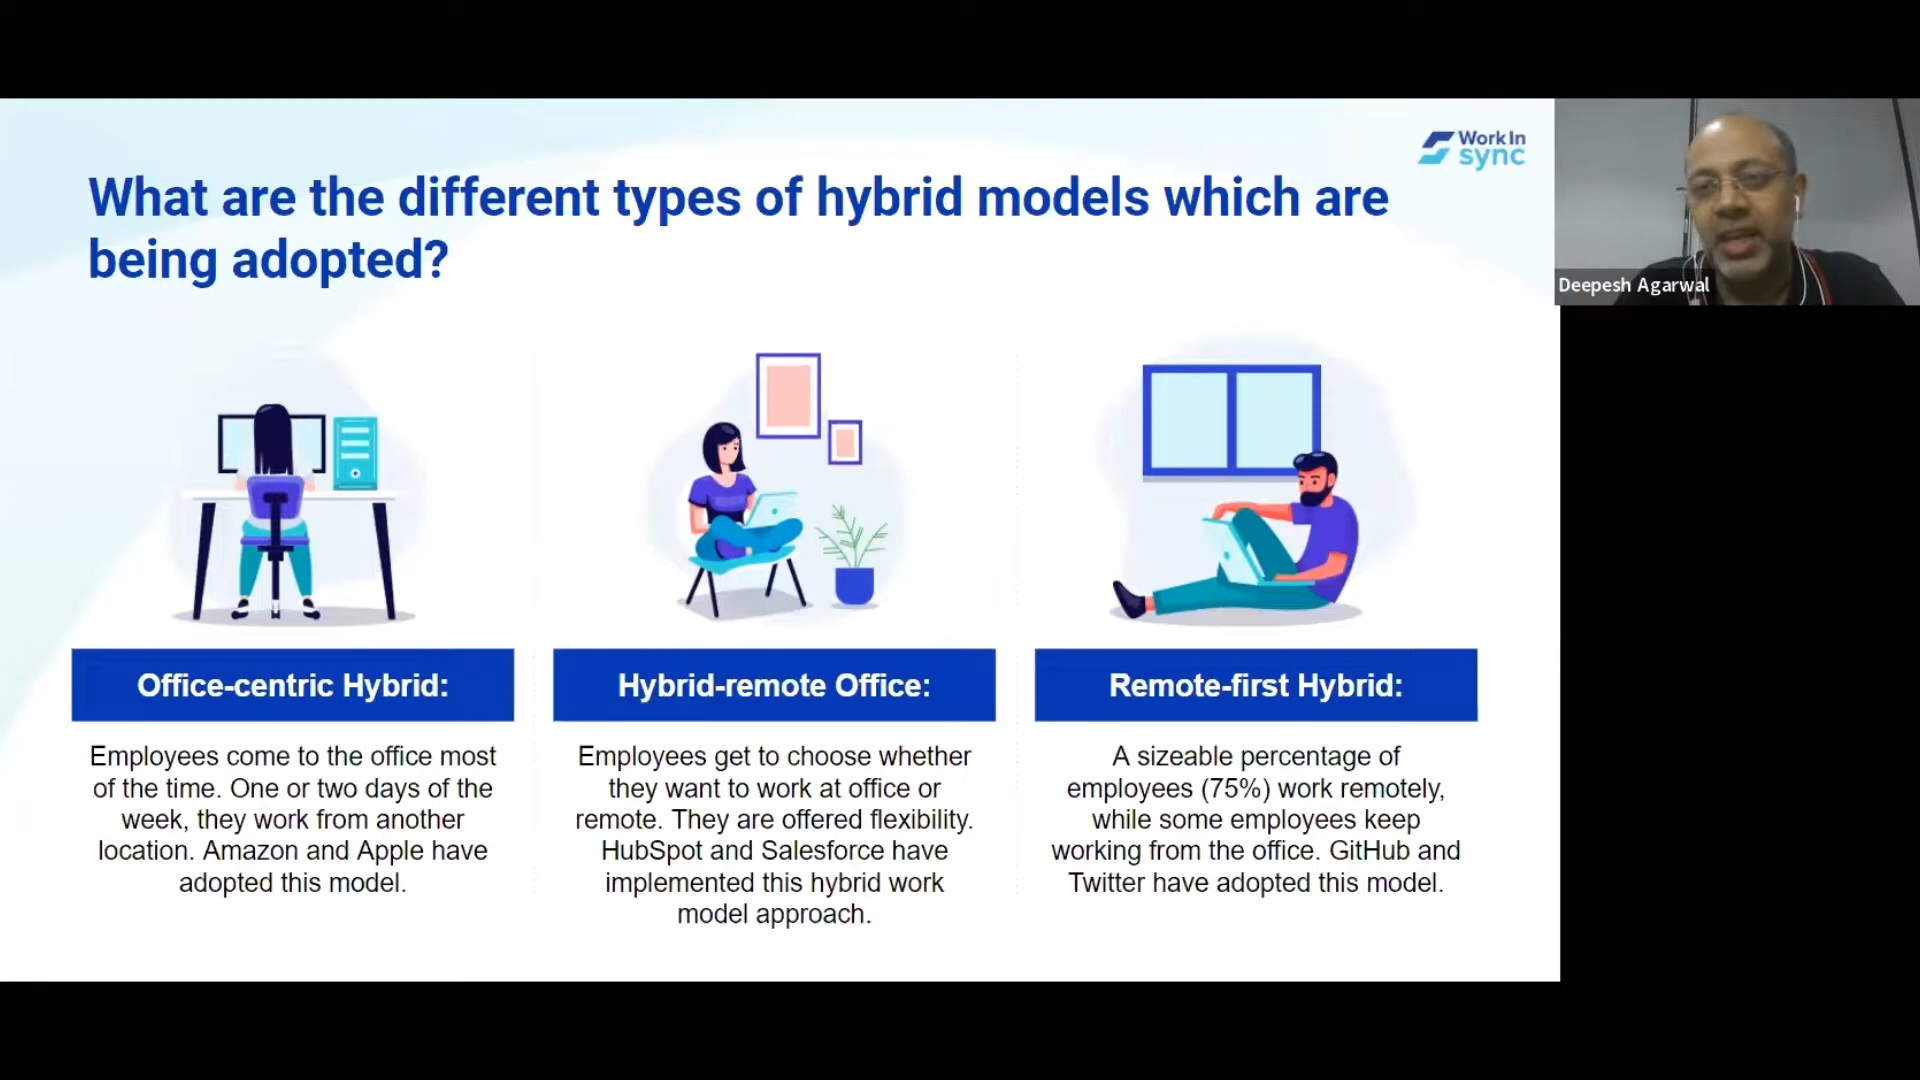 WorkIn
sync
What are the different types of hybrid models which are
being adopted?
Deepesh Agarwal
Office-centric Hybrid:
Employees come to the office most
of the time. One or two days of the
week, they work from another
location. Amazon and Apple have
adopted this model.
Hybrid-remote Office:
Employees get to choose whether
they want to work at office or
remote. They are offered flexibility.
HubSpot and Salesforce have
implemented this hybrid work
model approach.
Remote-first Hybrid:
A sizeable percentage of
employees (75%) work remotely,
while some employees keep
working from the office. GitHub and
Twitter have adopted this model.